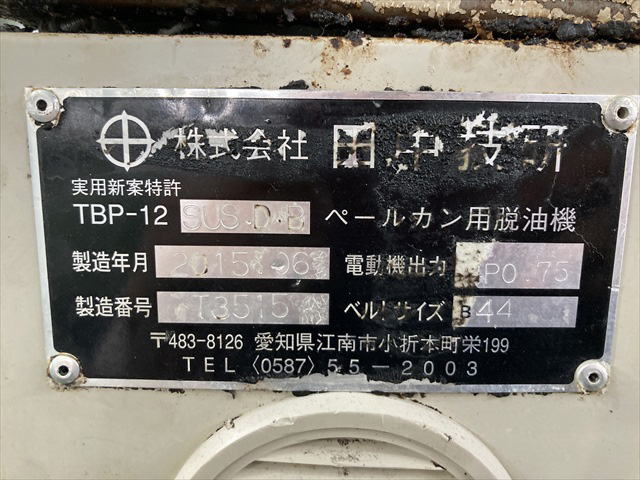 株式会社 田中技研
実用新案特許
TBP-12 SUS-D-B ペールカン用脱油機
製造年月 2015.06 電動機出力 P0.75
製造番号 T3515 ベルトサイズ B44
〒483-8126 愛知県江南市小折本町栄199
TEL〈0587〉55-2003